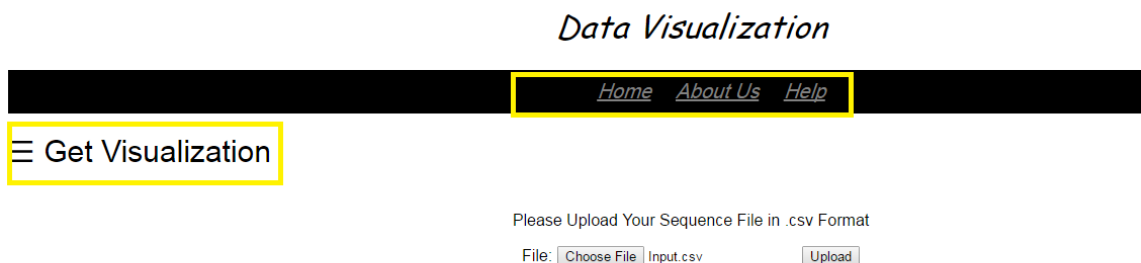 Data Visualization
Home About Us Help
☰ Get Visualization
Please Upload Your Sequence File in .csv Format
File: Choose File Input.csv Upload